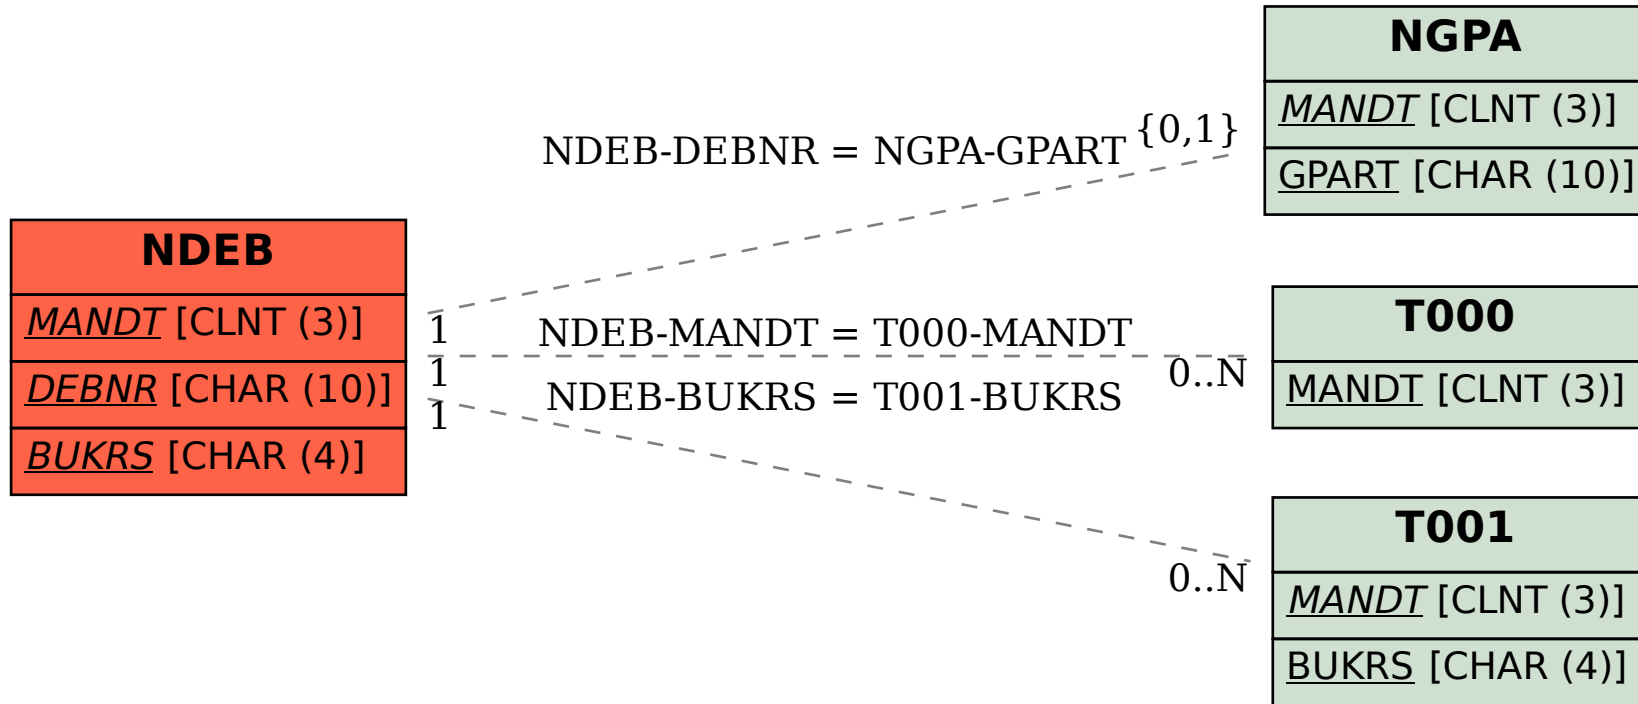 NGPA
MANDT [CLNT (3)]
GPART [CHAR (10)]
NDEB-DEBNR = NGPA-GPART
{0,1}
NDEB
MANDT [CLNT (3)]
DEBNR [CHAR (10)]
BUKRS [CHAR (4)]
1
NDEB-MANDT = T000-MANDT
1
0..N
NDEB-BUKRS = T001-BUKRS
1
T000
MANDT [CLNT (3)]
0..N
T001
MANDT [CLNT (3)]
BUKRS [CHAR (4)]